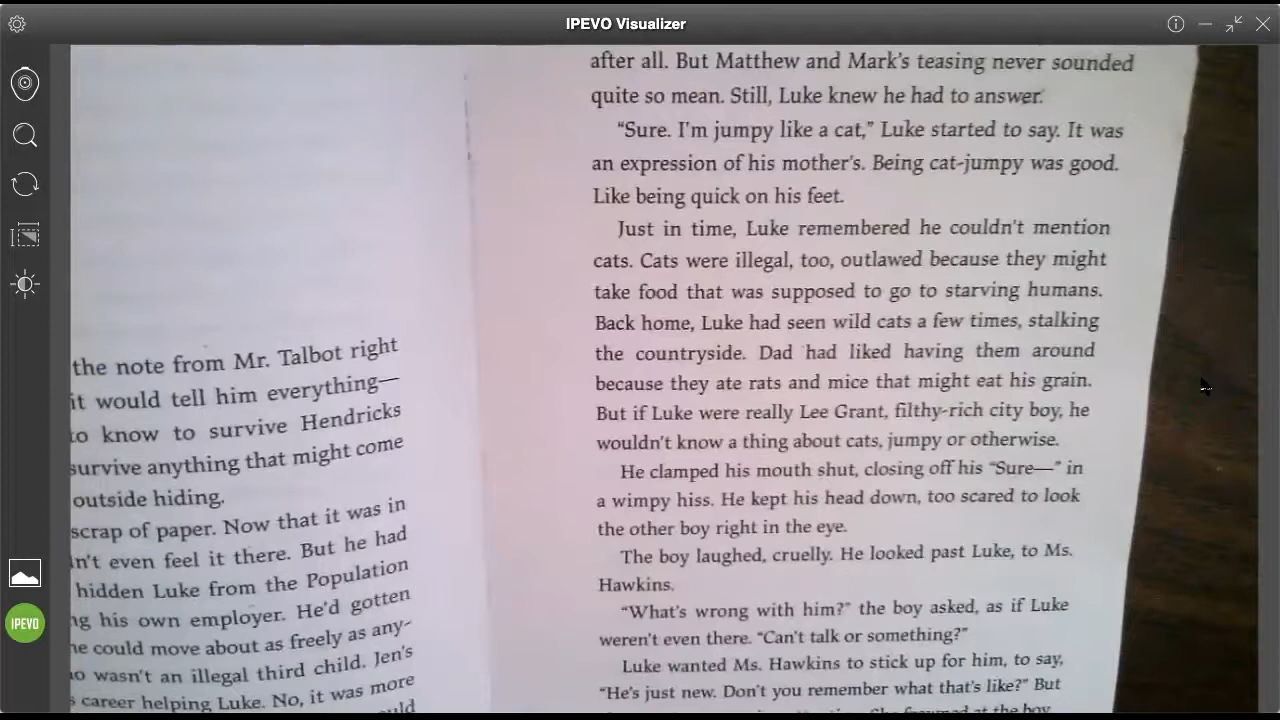 IPEVO Visualizer
the note from Mr. Talbot right
it would tell him everything—
to know to survive Hendricks
survive anything that might come
outside hiding.
scrap of paper. Now that it was in
n't even feel it there. But he had
hidden Luke from the Population
ng his own employer. He'd gotten
he could move about as freely as any-
o wasn't an illegal third child. Jen's
s career helping Luke. No, it was more
after all. But Matthew and Mark's teasing never sounded
quite so mean. Still, Luke knew he had to answer.
“Sure. I'm jumpy like a cat,” Luke started to say. It was
an expression of his mother's. Being cat-jumpy was good.
Like being quick on his feet.
Just in time, Luke remembered he couldn't mention
cats. Cats were illegal, too, outlawed because they might
take food that was supposed to go to starving humans.
Back home, Luke had seen wild cats a few times, stalking
the countryside. Dad had liked having them around
because they ate rats and mice that might eat his grain.
But if Luke were really Lee Grant, filthy-rich city boy, he
wouldn't know a thing about cats, jumpy or otherwise.
He clamped his mouth shut, closing off his “Sure—” in
a wimpy hiss. He kept his head down, too scared to look
the other boy right in the eye.
The boy laughed, cruelly. He looked past Luke, to Ms.
Hawkins.
“What's wrong with him?” the boy asked, as if Luke
weren't even there. “Can't talk or something?”
Luke wanted Ms. Hawkins to stick up for him, to say,
“He's just new. Don't you remember what that's like?” But
IPEVO